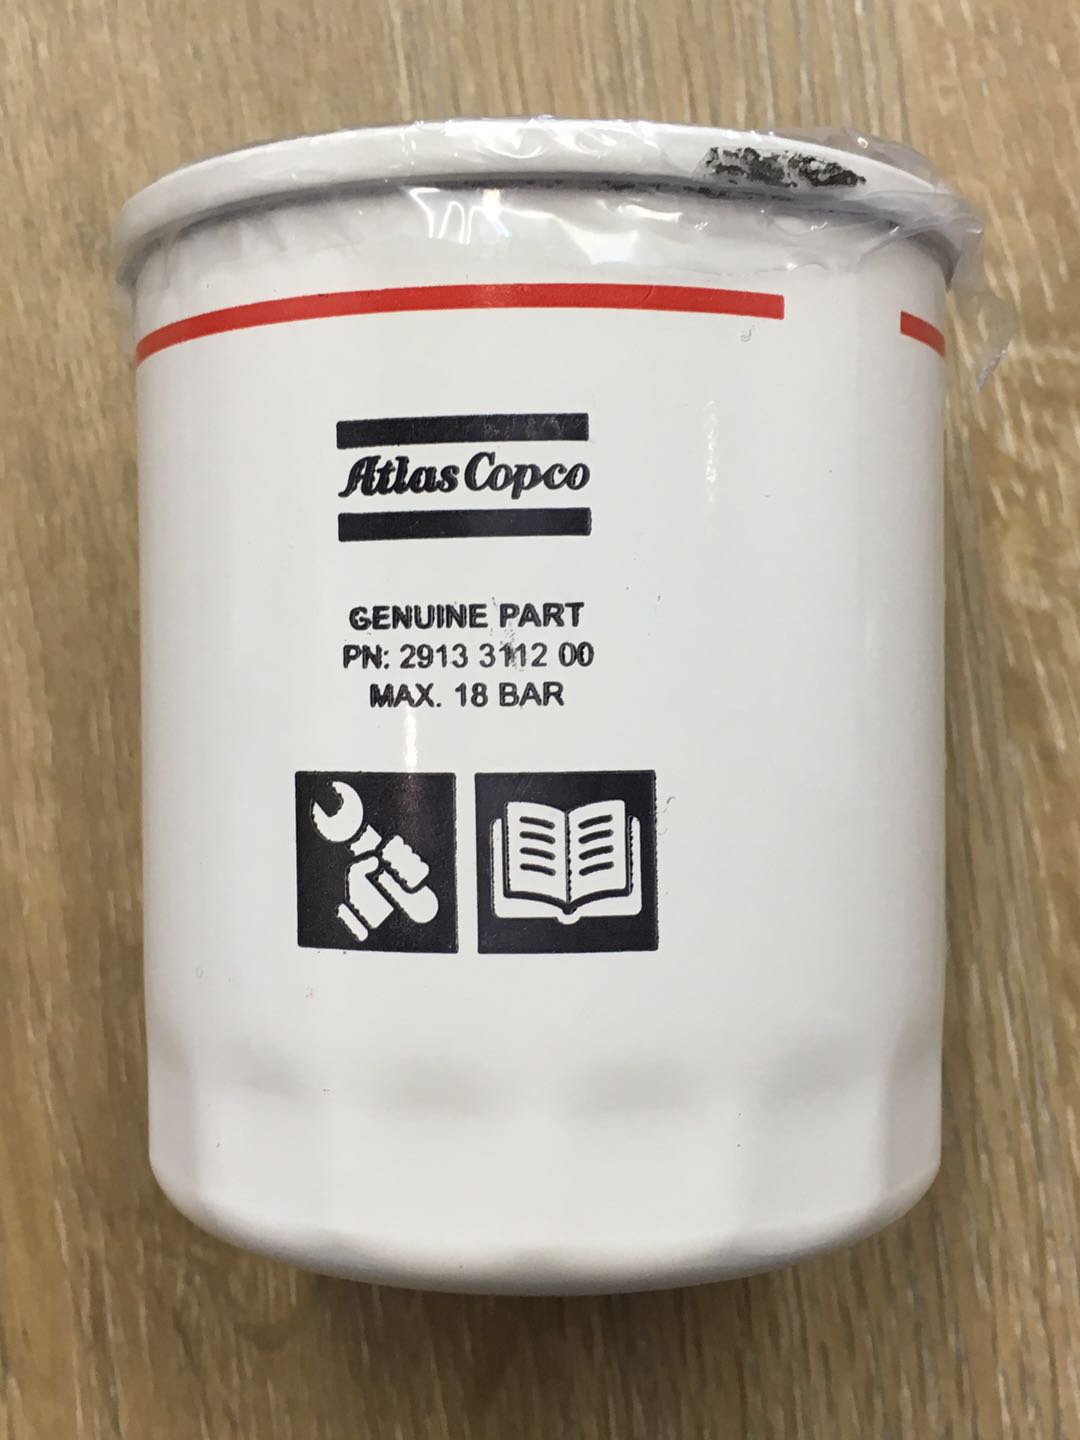 Atlas Copco
GENUINE PART
PN: 2913 3112 00
MAX. 18 BAR